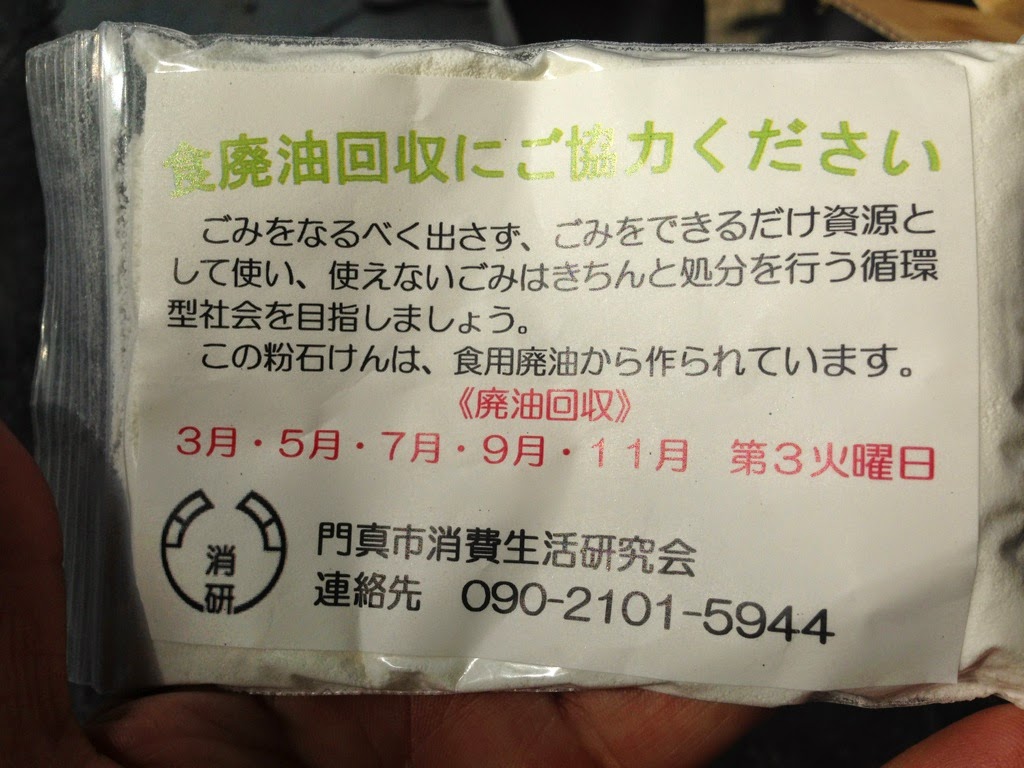 食廃油回収にご協力ください
ごみをなるべく出さず、ごみをできるだけ資源と
して使い、使えないごみはきちんと処分を行う循環
型社会を目指しましょう。
この粉石けんは、食用廃油から作られています。
《廃油回収》
3月・5月・7月・9月・11月　第3火曜日
消
研
門真市消費生活研究会
連絡先　090-2101-5944